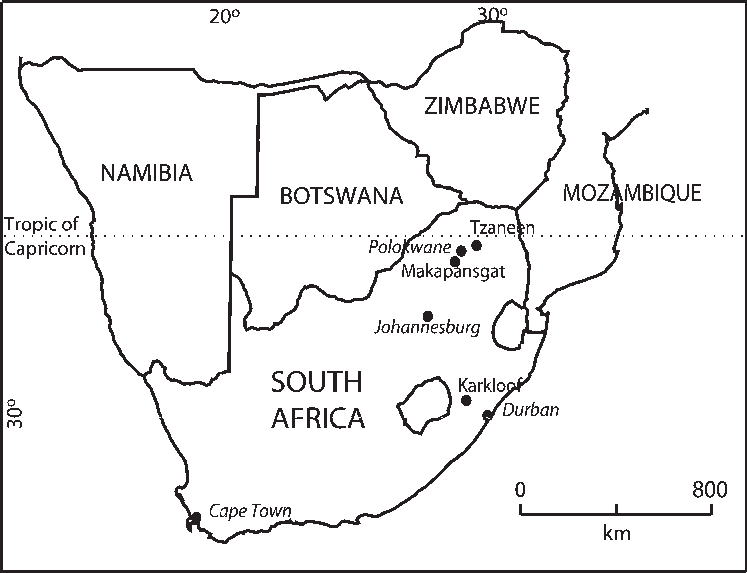 20º
30º
ZIMBABWE
NAMIBIA
BOTSWANA
MOZAMBIQUE
Tropic of
Capricorn
Tzaneen
Polokwane
Makapansgat
Johannesburg
SOUTH
AFRICA
Karkloof
Durban
30º
Cape Town
0
800
km